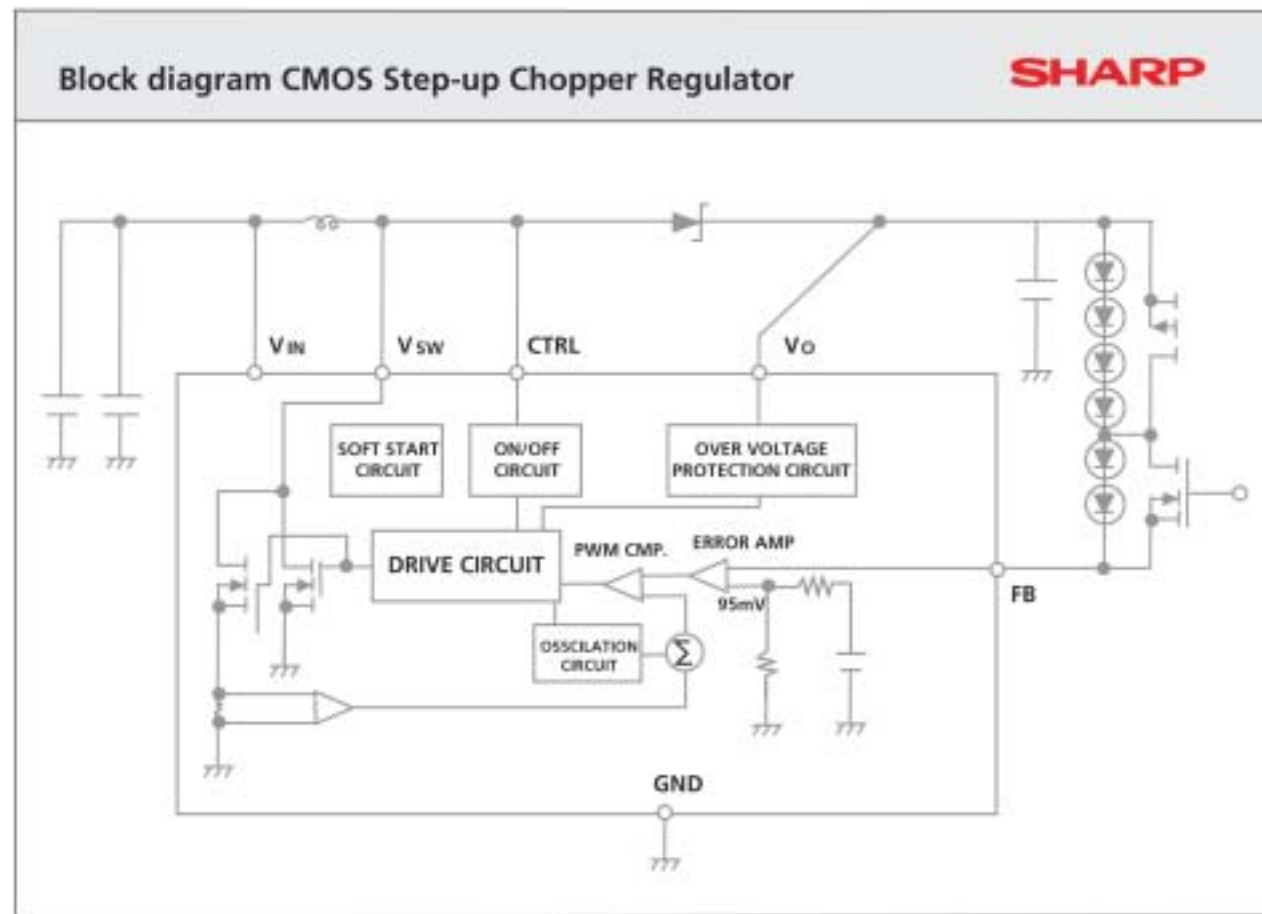 Block diagram CMOS Step-up Chopper Regulator
SHARP
VIN
VSW
CTRL
VO
SOFT START
CIRCUIT
ON/OFF
CIRCUIT
OVER VOLTAGE
PROTECTION CIRCUIT
DRIVE CIRCUIT
PWM CMP.
ERROR AMP
95mV
FB
OSSCILATION
CIRCUIT
Σ
GND